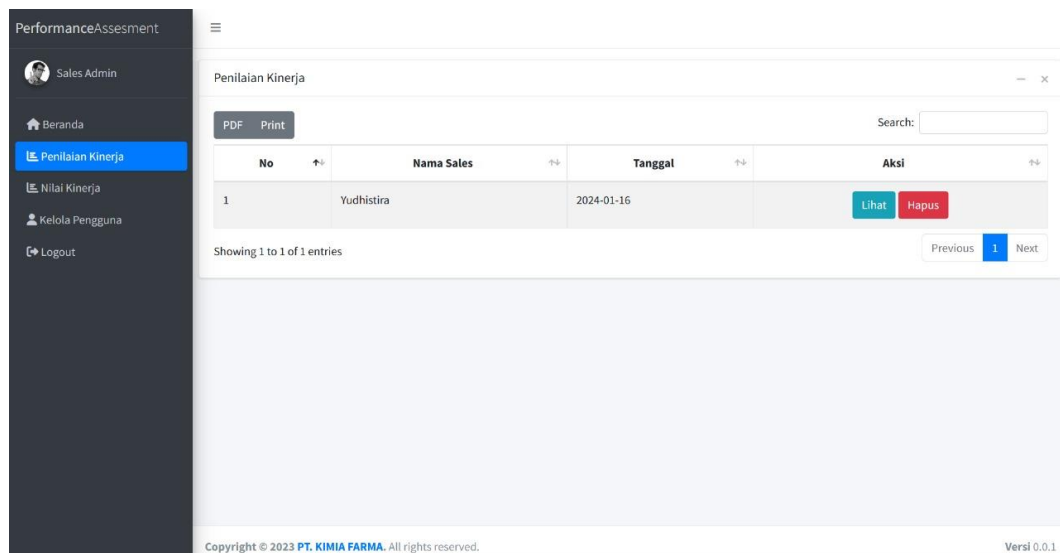 PerformanceAssesment
Sales Admin
Beranda
Penilaian Kinerja
Nilai Kinerja
Kelola Pengguna
Logout
Penilaian Kinerja
PDF Print
Search:
No Nama Sales Tanggal Aksi
1 Yudhistira 2024-01-16 Lihat Hapus
Showing 1 to 1 of 1 entries
Previous 1 Next
Copyright © 2023 PT. KIMIA FARMA. All rights reserved. Versi 0.0.1